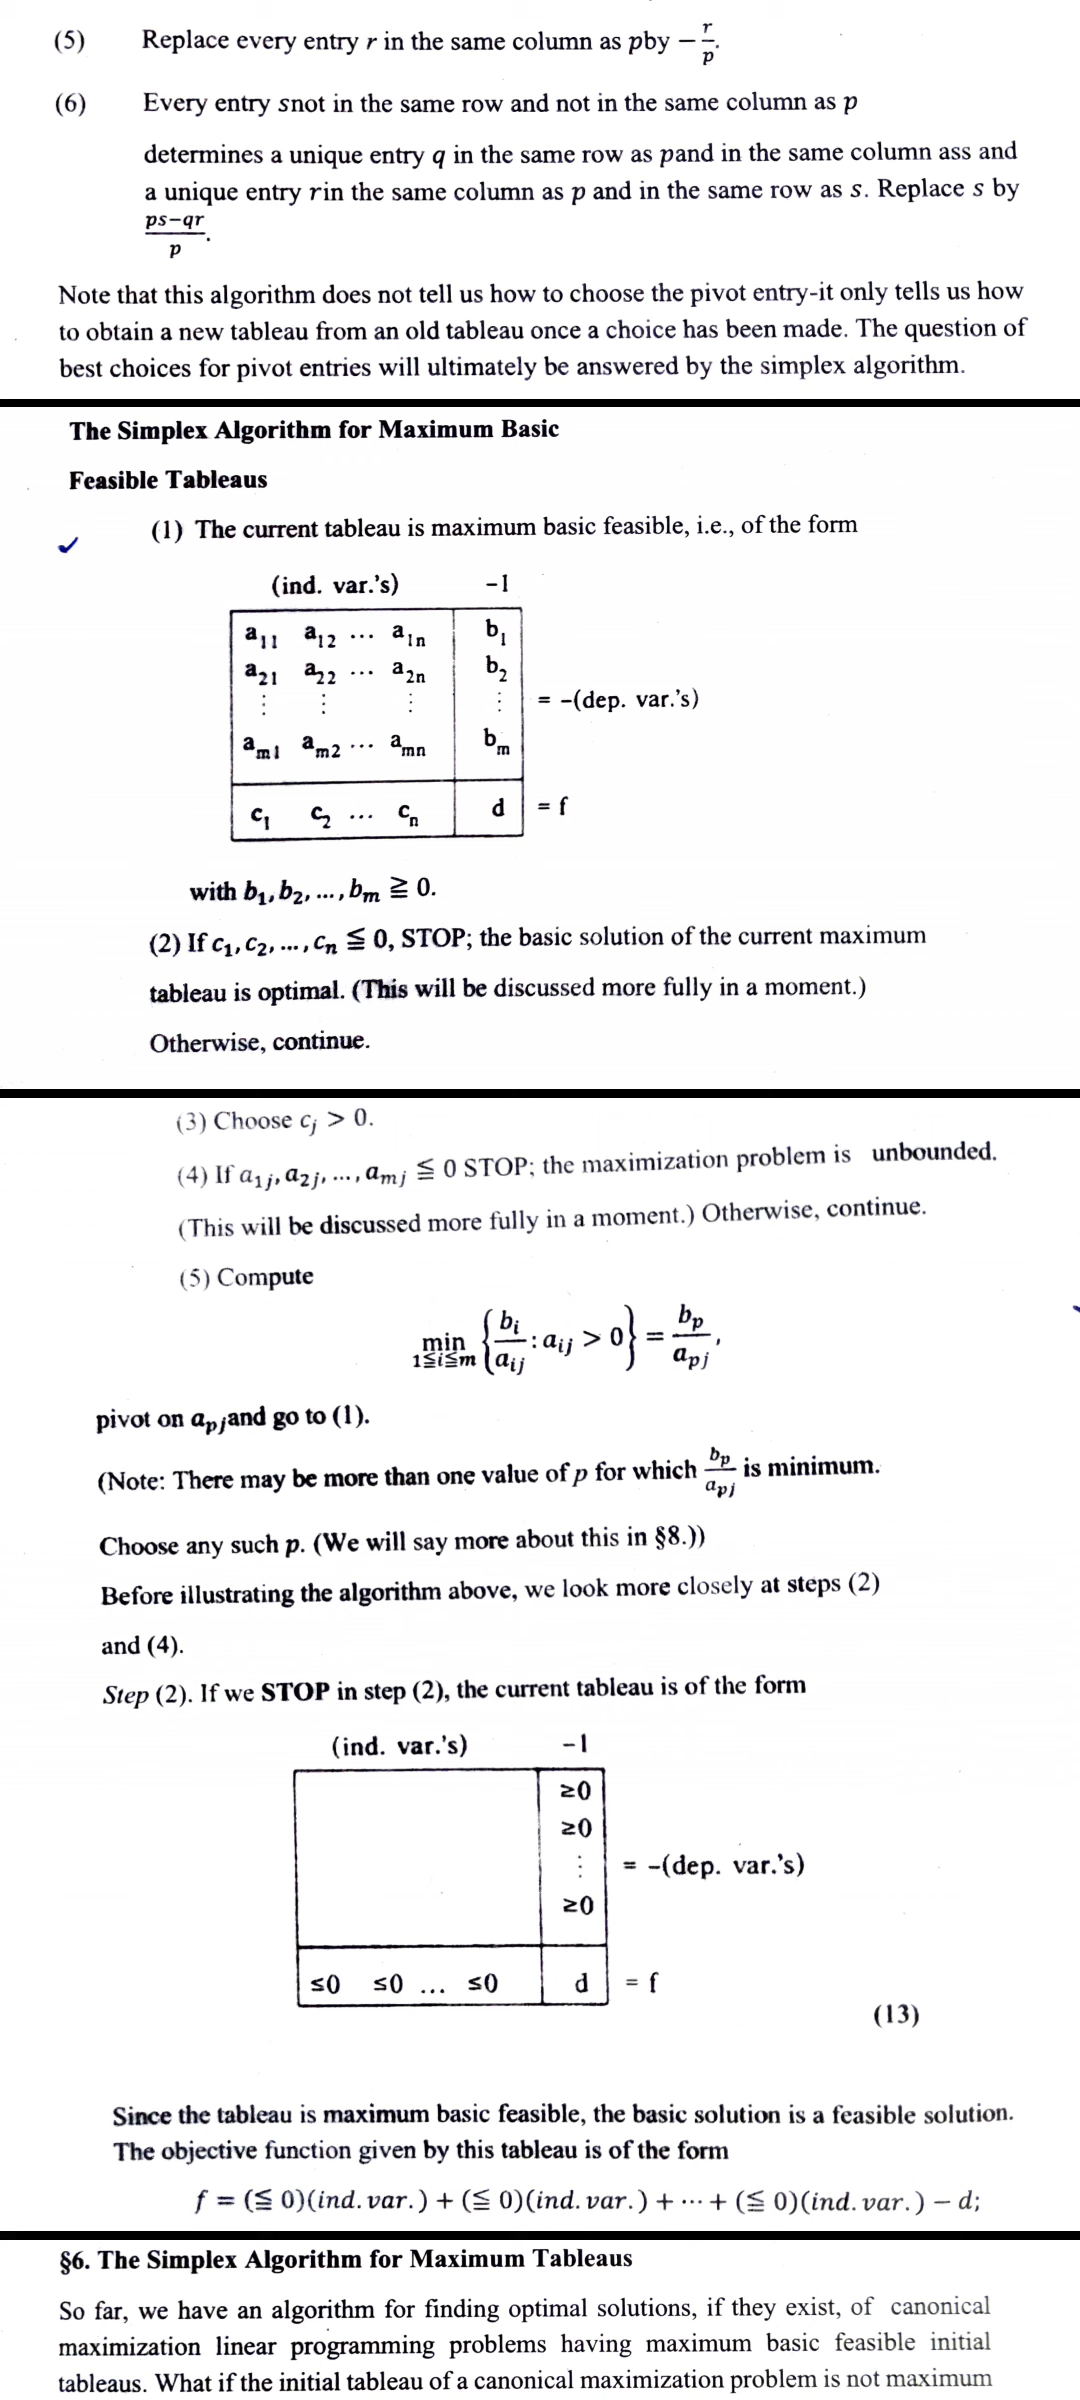 (5) Replace every entry r in the same column as pby −r/p.
(6) Every entry snot in the same row and not in the same column as p
determines a unique entry q in the same row as pand in the same column ass and
a unique entry rin the same column as p and in the same row as s. Replace s by
(ps−qr)/p.
Note that this algorithm does not tell us how to choose the pivot entry-it only tells us how
to obtain a new tableau from an old tableau once a choice has been made. The question of
best choices for pivot entries will ultimately be answered by the simplex algorithm.
The Simplex Algorithm for Maximum Basic
Feasible Tableaus
(1) The current tableau is maximum basic feasible, i.e., of the form
(ind. var.'s) −1
a₁₁ a₁₂ ... a₁ₙ b₁
a₂₁ a₂₂ ... a₂ₙ b₂
⋮ ⋮ ⋮ ⋮ = −(dep. var.'s)
aₘ₁ aₘ₂ ... aₘₙ bₘ
c₁ c₂ ... cₙ d = f
with b₁, b₂, ..., bₘ ≧ 0.
(2) If c₁, c₂, ..., cₙ ≦ 0, STOP; the basic solution of the current maximum
tableau is optimal. (This will be discussed more fully in a moment.)
Otherwise, continue.
(3) Choose cⱼ > 0.
(4) If a₁ⱼ, a₂ⱼ, ..., aₘⱼ ≦ 0 STOP; the maximization problem is unbounded.
(This will be discussed more fully in a moment.) Otherwise, continue.
(5) Compute
min 1≦i≦m {bᵢ/aᵢⱼ : aᵢⱼ > 0} = bₚ/aₚⱼ,
pivot on aₚⱼand go to (1).
(Note: There may be more than one value of p for which bₚ/aₚⱼ is minimum.
Choose any such p. (We will say more about this in §8.))
Before illustrating the algorithm above, we look more closely at steps (2)
and (4).
Step (2). If we STOP in step (2), the current tableau is of the form
(ind. var.'s) −1
≥0
≥0
⋮ = −(dep. var.'s)
≥0
≤0 ≤0 ... ≤0 d = f
(13)
Since the tableau is maximum basic feasible, the basic solution is a feasible solution.
The objective function given by this tableau is of the form
f = (≦ 0)(ind. var.) + (≦ 0)(ind. var.) + ⋯ + (≦ 0)(ind. var.) − d;
§6. The Simplex Algorithm for Maximum Tableaus
So far, we have an algorithm for finding optimal solutions, if they exist, of canonical
maximization linear programming problems having maximum basic feasible initial
tableaus. What if the initial tableau of a canonical maximization problem is not maximum